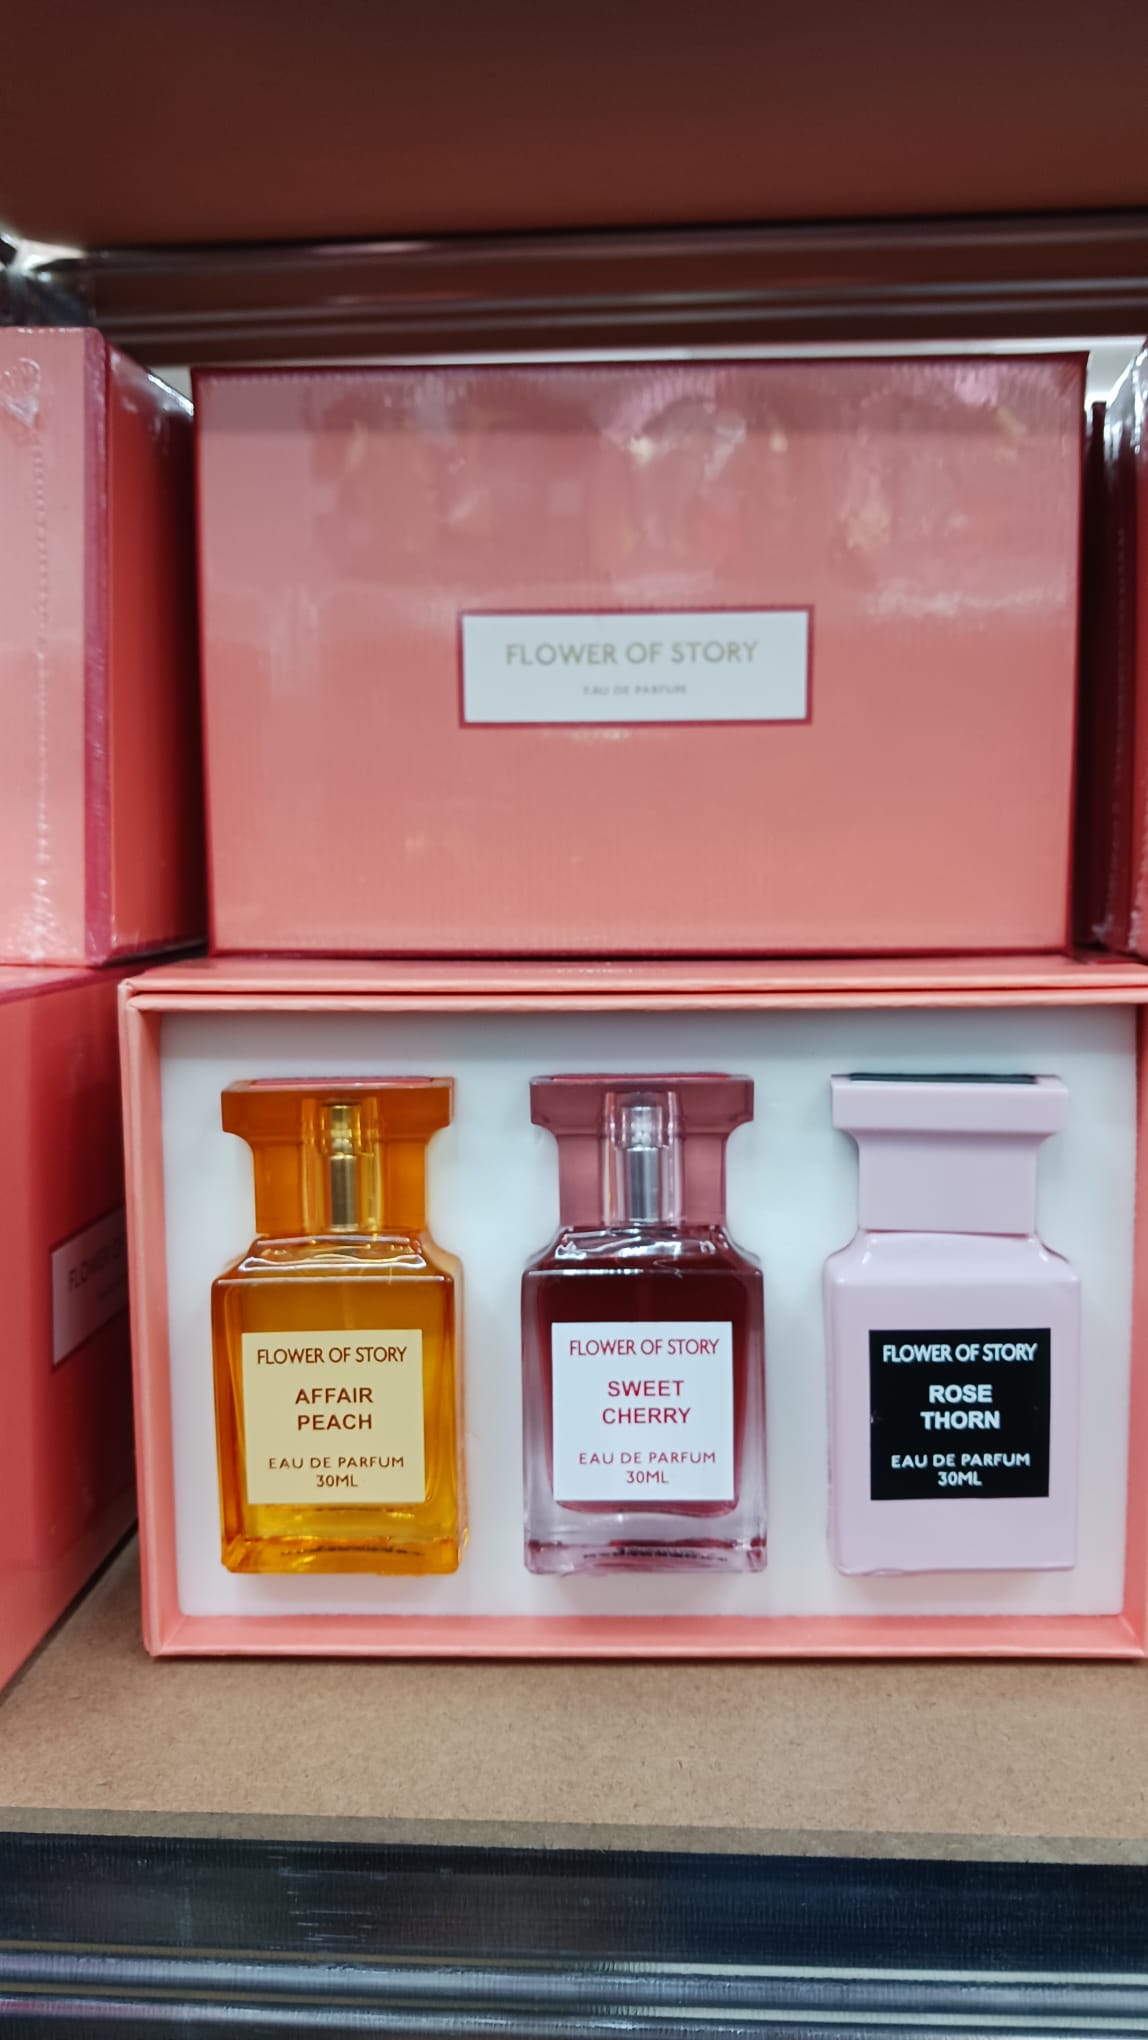 FLOWER OF STORY
EAU DE PARFUM
FLOWER OF STORY
AFFAIR
PEACH
EAU DE PARFUM
30ML
FLOWER OF STORY
SWEET
CHERRY
EAU DE PARFUM
30ML
FLOWER OF STORY
ROSE
THORN
EAU DE PARFUM
30ML